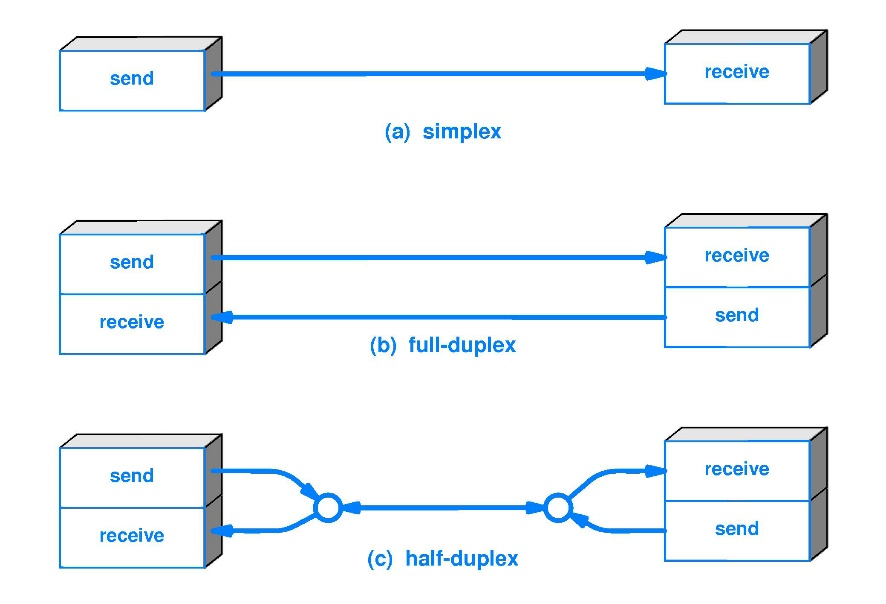 send
receive
(a) simplex
send
receive
receive
send
(b) full-duplex
send
receive
receive
send
(c) half-duplex